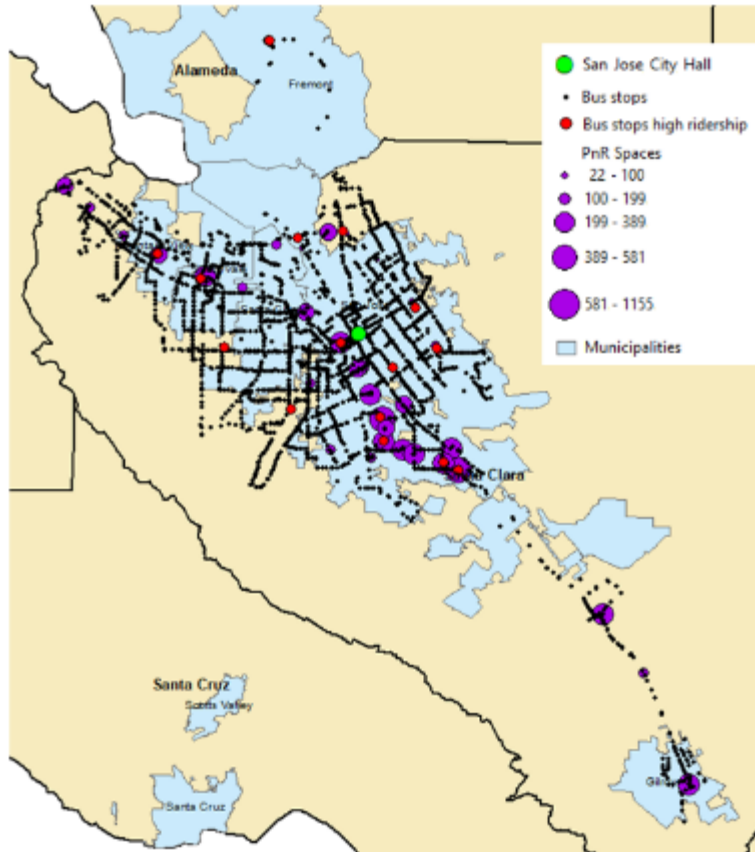 Alameda
Fremont
San Jose City Hall
Bus stops
Bus stops high ridership
PnR Spaces
22 - 100
100 - 199
199 - 389
389 - 581
581 - 1155
Municipalities
Clara
Santa Cruz
Scotts Valley
Santa Cruz